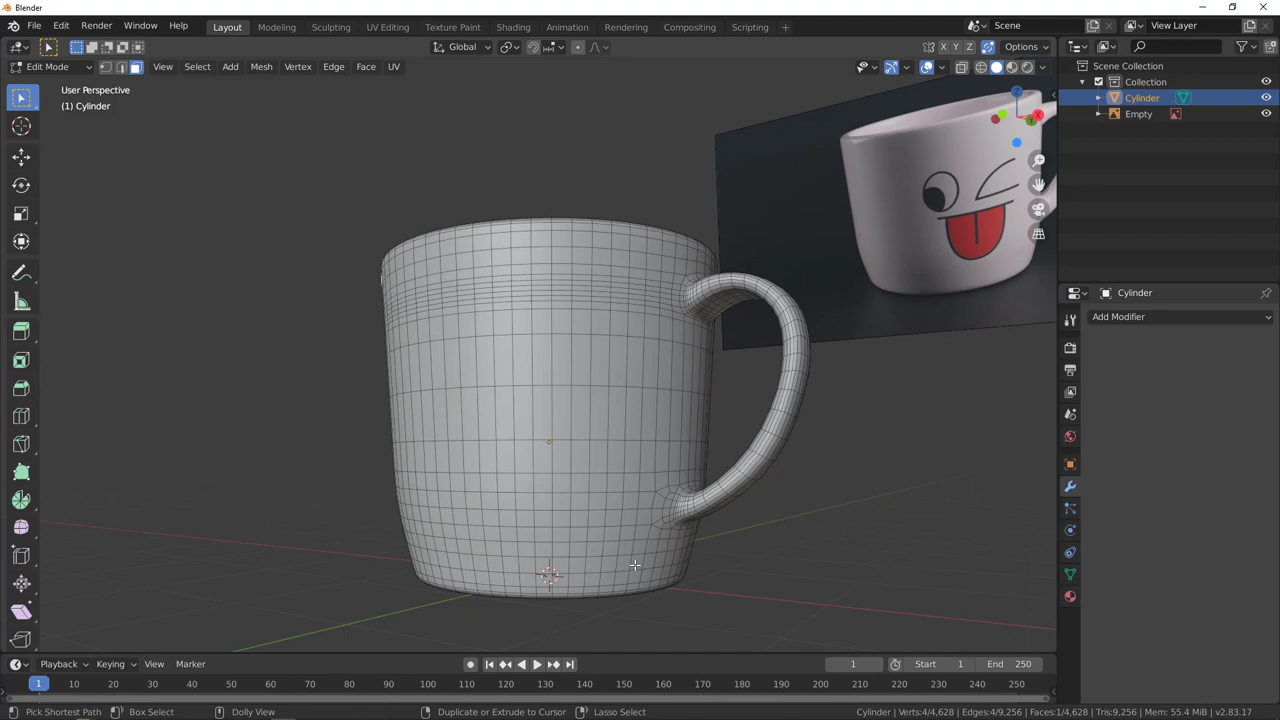 Blender
File Edit Render Window Help Layout Modeling Sculpting UV Editing Texture Paint Shading Animation Rendering Compositing Scripting + Scene View Layer
Global X Y Z Options
Edit Mode View Select Add Mesh Vertex Edge Face UV
User Perspective
(1) Cylinder
Scene Collection
Collection
Cylinder
Empty
Cylinder
Add Modifier
Playback Keying View Marker 1 Start 1 End 250
1 10 20 30 40 50 60 70 80 90 100 110 120 130 140 150 160 170 180 190 200 210 220 230 240 250
Pick Shortest Path Box Select Dolly View Duplicate or Extrude to Cursor Lasso Select Cylinder | Verts:4/4,628 | Edges:4/9,256 | Faces:1/4,628 | Tris:9,256 | Mem: 55.4 MiB | v2.83.17